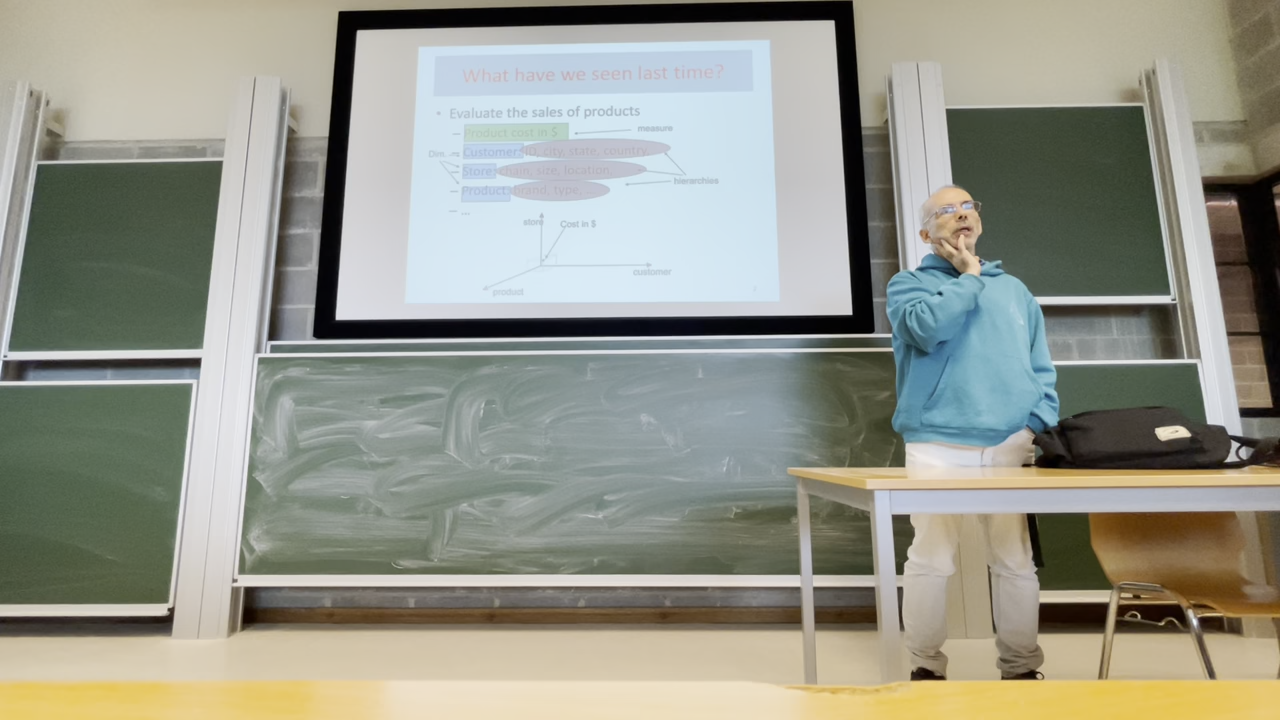 What have we seen last time?
• Evaluate the sales of products
– Product cost in $
measure
– Customer: ID, city, state, country,
– Store: chain, size, location,
hierarchies
– Product: brand, type,
– ...
store
Cost in $
customer
product